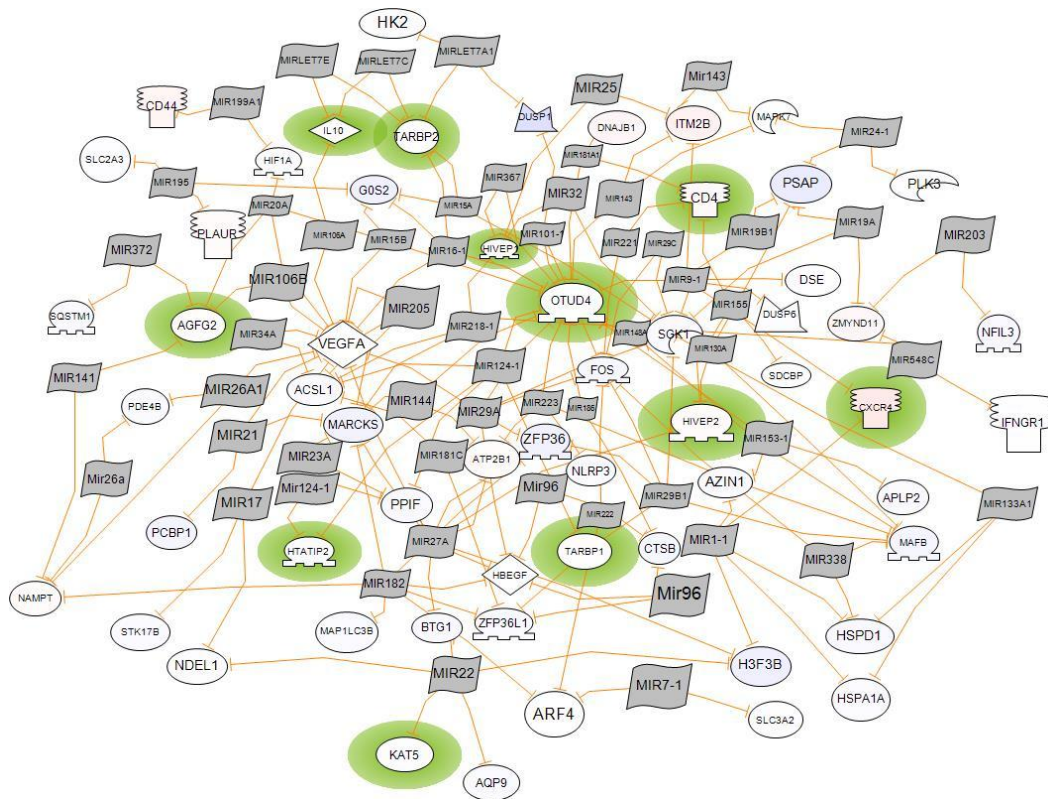 HK2
MIRLET7E
MIRLET7C
MIRLET7A1
MIR25
Mir143
CD44
MIR199A1
IL10
TARBP2
DUSP1
DNAJB1
ITM2B
MAPK7
MIR24-1
SLC2A3
HIF1A
MIR181A1
MIR195
G0S2
MIR367
MIR32
MIR143
CD4
PSAP
PLK3
MIR20A
MIR15A
PLAUR
MIR106A
MIR15B
MIR16-1
HIVEP1
MIR101-1
MIR221
MIR29C
MIR19B1
MIR19A
MIR203
MIR372
MIR106B
MIR205
OTUD4
MIR9-1
DSE
MIR155
SQSTM1
AGFG2
MIR34A
VEGFA
MIR218-1
MIR148A
SGK1
DUSP6
ZMYND11
NFIL3
MIR130A
MIR141
MIR26A1
ACSL1
MIR124-1
FOS
SDCBP
MIR548C
PDE4B
MARCKS
MIR144
MIR29A
MIR223
MIR186
HIVEP2
CXCR4
IFNGR1
MIR21
MIR23A
MIR181C
ATP2B1
ZFP36
NLRP3
MIR153-1
Mir26a
Mir124-1
MIR17
PPIF
Mir96
MIR29B1
AZIN1
APLP2
MIR133A1
PCBP1
MIR222
HTATIP2
MIR27A
TARBP1
CTSB
MIR1-1
MAFB
MIR338
NAMPT
MIR182
HBEGF
Mir96
STK17B
MAP1LC3B
BTG1
ZFP36L1
HSPD1
NDEL1
MIR22
H3F3B
MIR7-1
HSPA1A
ARF4
SLC3A2
KAT5
AQP9